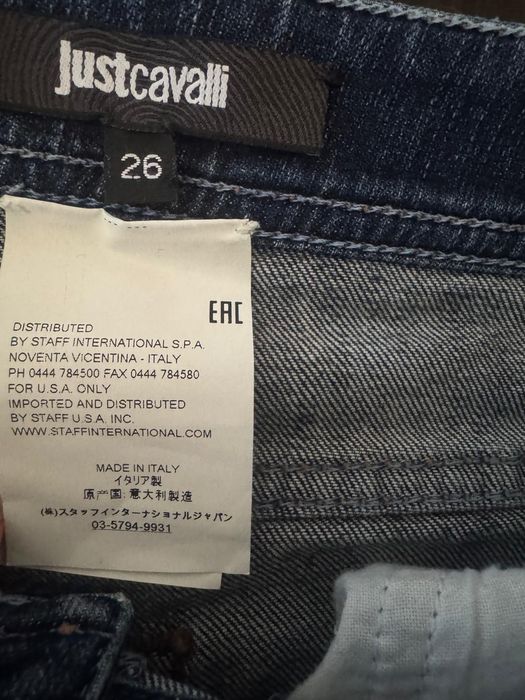 justcavalli
26
EAC
DISTRIBUTED
BY STAFF INTERNATIONAL S.P.A.
NOVENTA VICENTINA - ITALY
PH 0444 784500 FAX 0444 784580
FOR U.S.A. ONLY
IMPORTED AND DISTRIBUTED
BY STAFF U.S.A. INC.
WWW.STAFFINTERNATIONAL.COM
MADE IN ITALY
イタリア製
原产国: 意大利製造
(株)スタッフインターナショナルジャパン
03-5794-9931